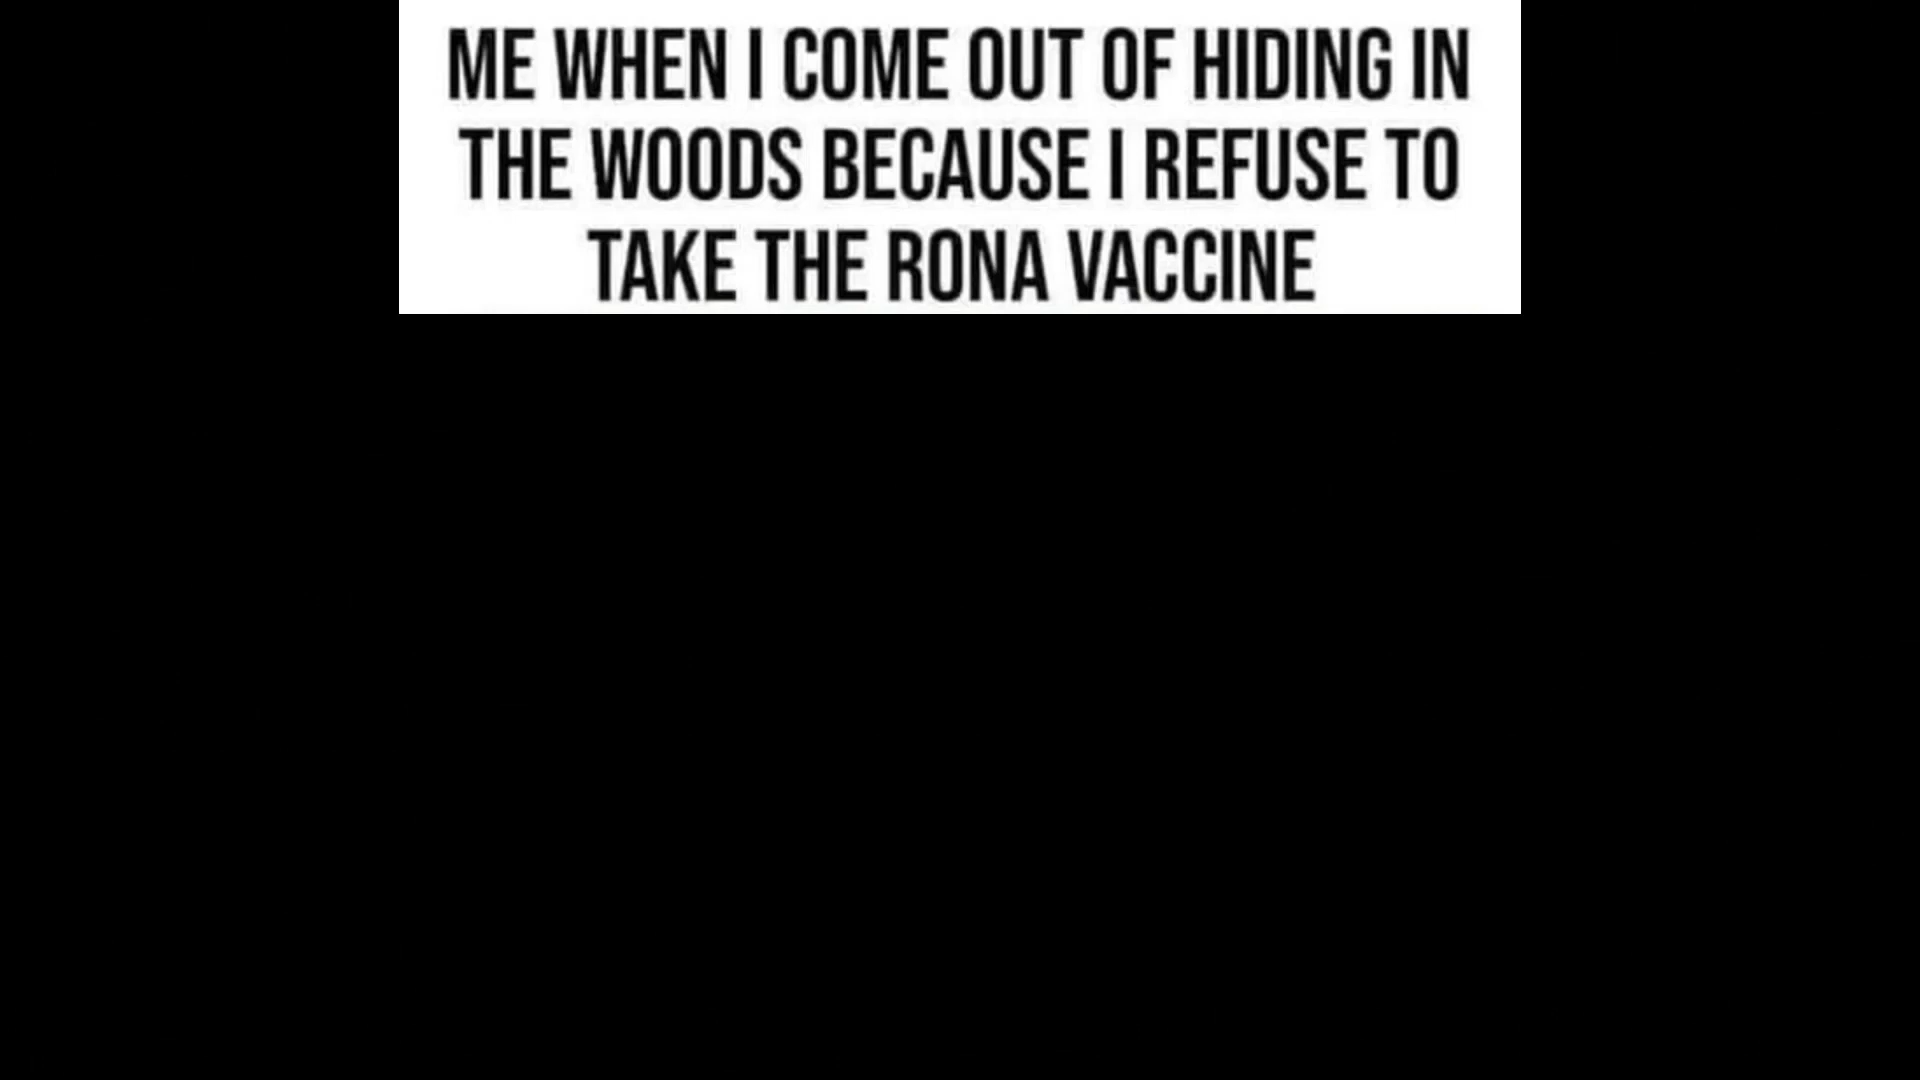 ME WHEN I COME OUT OF HIDING IN
THE WOODS BECAUSE I REFUSE TO
TAKE THE RONA VACCINE